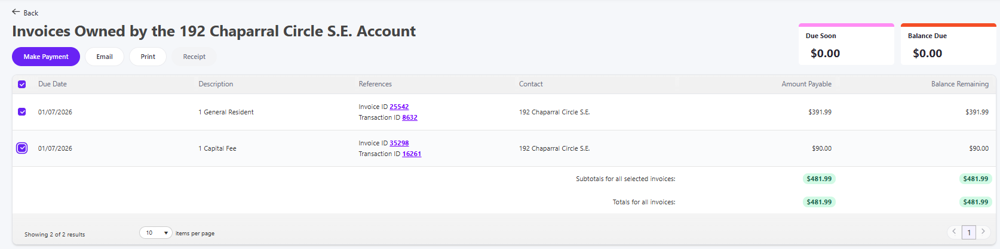 Back
Invoices Owned by the 192 Chaparral Circle S.E. Account
Due Soon
$0.00
Balance Due
$0.00
Make Payment Email Print Receipt
Due Date Description References Contact Amount Payable Balance Remaining
01/07/2026 1 General Resident Invoice ID 25542 192 Chaparral Circle S.E. $391.99 $391.99
Transaction ID 8632
01/07/2026 1 Capital Fee Invoice ID 35298 192 Chaparral Circle S.E. $90.00 $90.00
Transaction ID 16261
Subtotals for all selected invoices: $481.99 $481.99
Totals for all invoices: $481.99 $481.99
Showing 2 of 2 results 10 items per page 1